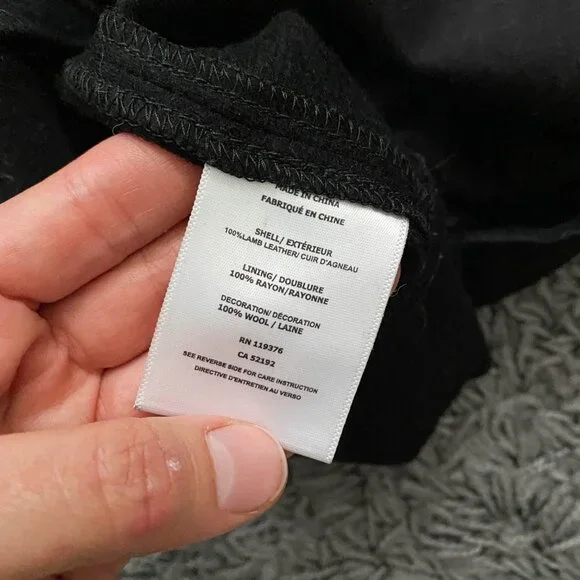 MADE IN CHINA
FABRIQUÉ EN CHINE
SHELL/ EXTÉRIEUR
100%LAMB LEATHER/CUIR D'AGNEAU
LINING/ DOUBLURE
100% RAYON/RAYONNE
DECORATION/DÉCORATION
100% WOOL / LAINE
RN 119376
CA 52192
SEE REVERSE SIDE FOR CARE INSTRUCTION
DIRECTIVE D'ENTRETIEN AU VERSO